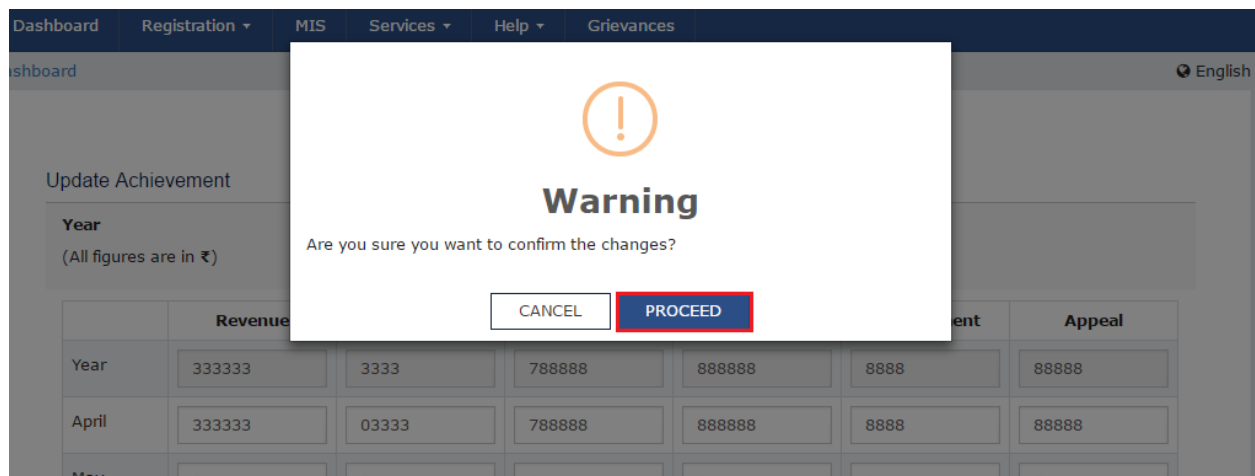 Dashboard Registration MIS Services Help Grievances
ashboard English
Warning
Are you sure you want to confirm the changes?
CANCEL PROCEED
Update Achievement
Year
(All figures are in ₹)
Revenue ent Appeal
Year 333333 3333 788888 888888 8888 88888
April 333333 03333 788888 888888 8888 88888